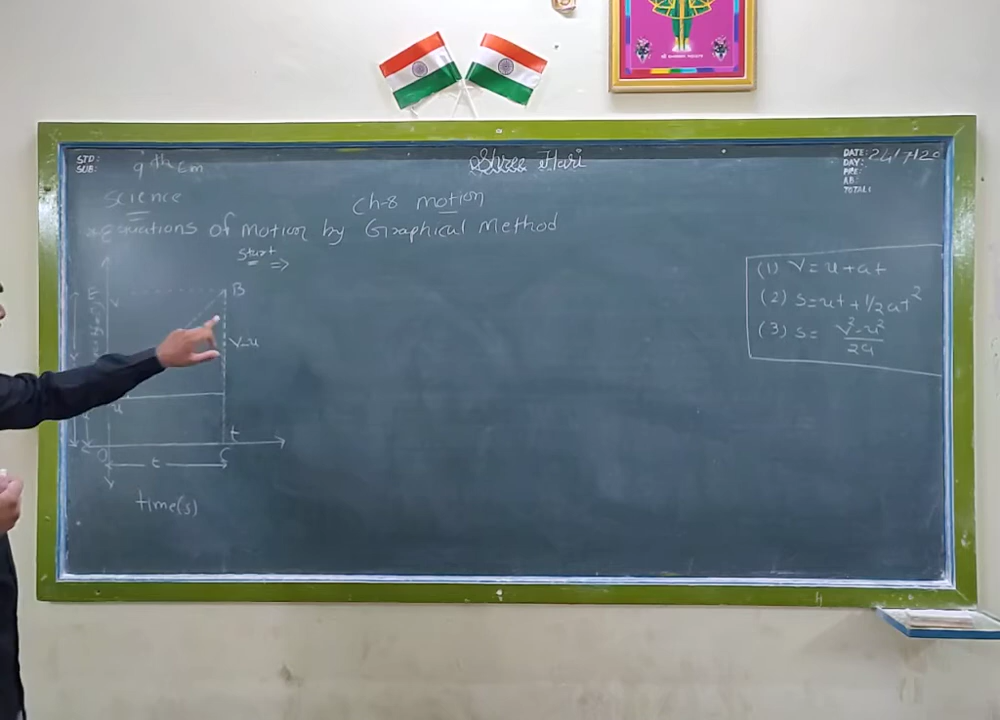 STD: 9th Em
SUB:
Shree Hari
DATE: 24/7/20
DAY:
PRE:
AB:
TOTAL:
Science
Ch-8 motion
*Equations of Motion by Graphical Method
Start ⇒
(1) V = u + at
(2) S = ut + 1/2 at²
(3) S = V² - u² / 2a
E
B
V-u
u
t
O
t
C
time(s)